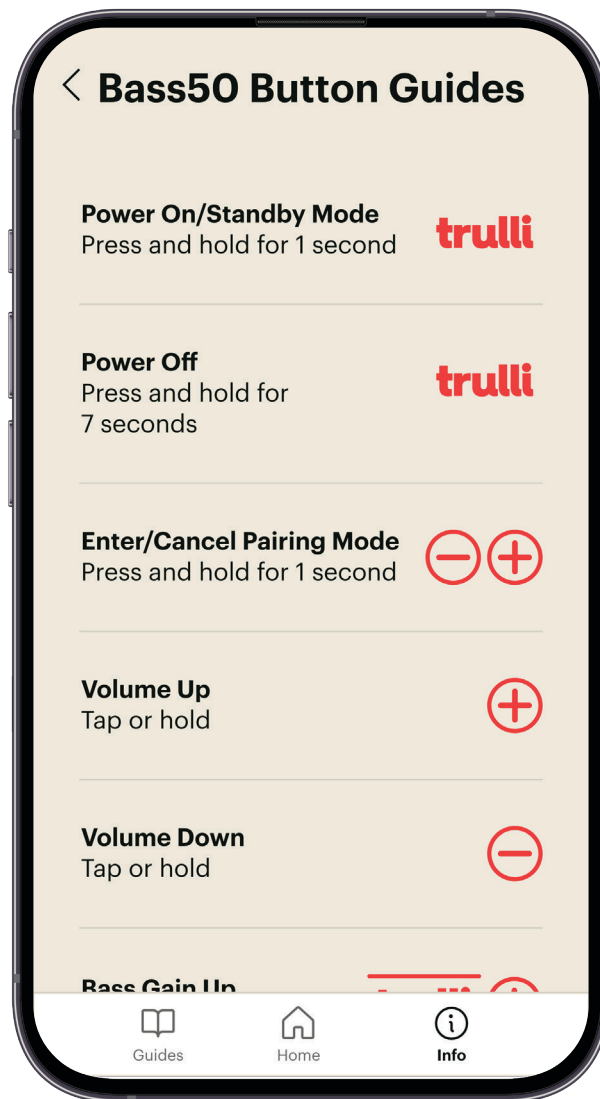 Bass50 Button Guides
Power On/Standby Mode
Press and hold for 1 second
trulli
Power Off
Press and hold for
7 seconds
trulli
Enter/Cancel Pairing Mode
Press and hold for 1 second
Volume Up
Tap or hold
Volume Down
Tap or hold
Bass Gain Up
trulli
Guides
Home
Info